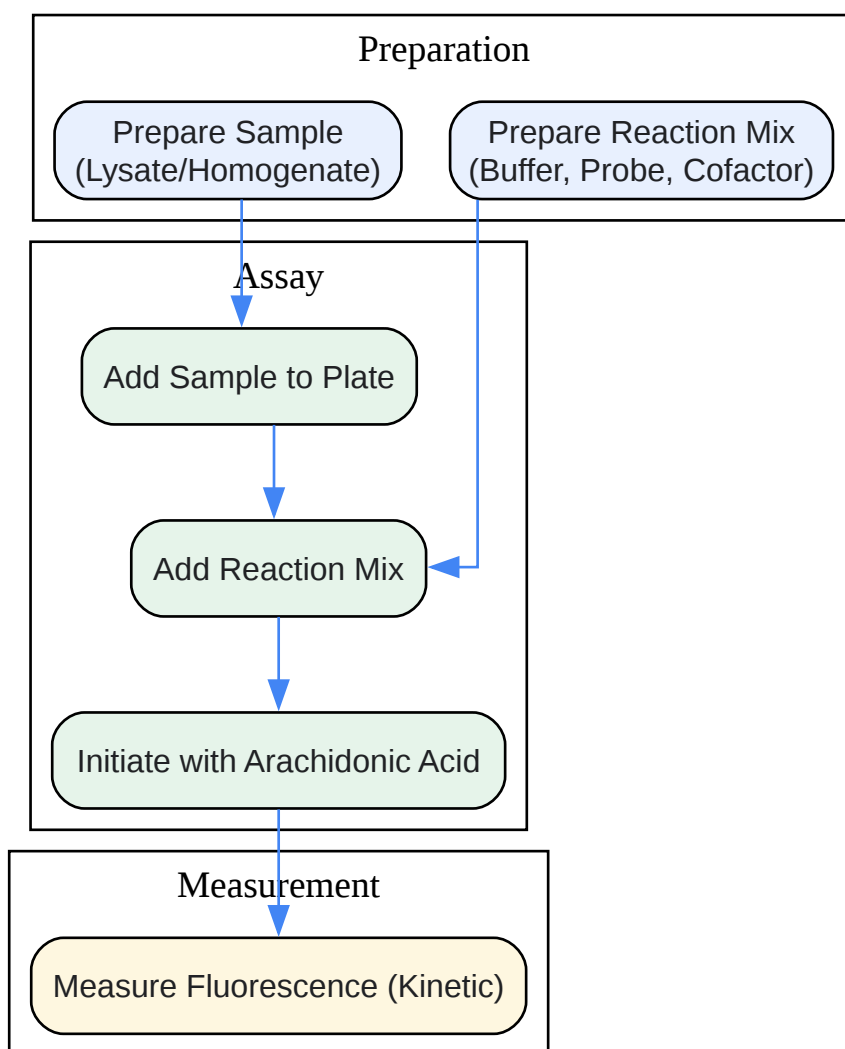 Preparation
Prepare Sample
(Lysate/Homogenate)
Prepare Reaction Mix
(Buffer, Probe, Cofactor)
Assay
Add Sample to Plate
Add Reaction Mix
Initiate with Arachidonic Acid
Measurement
Measure Fluorescence (Kinetic)